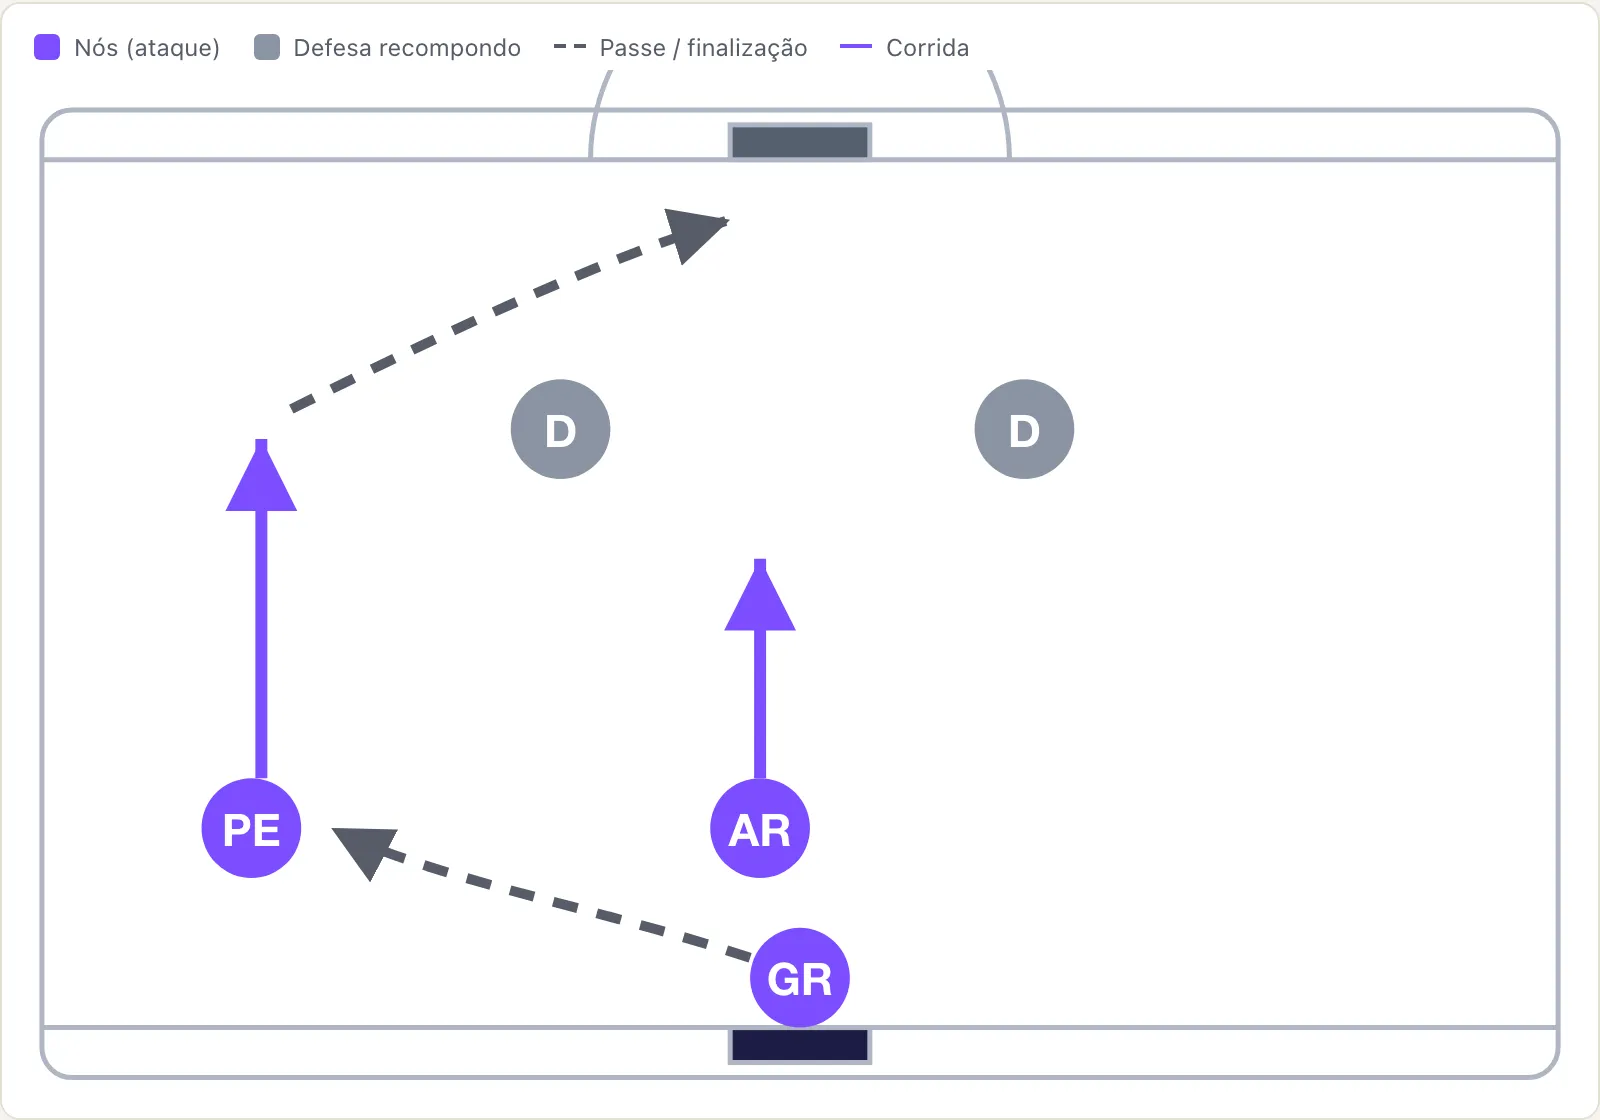 Nós (ataque) Defesa recompondo Passe / finalização Corrida
D D
PE AR
GR